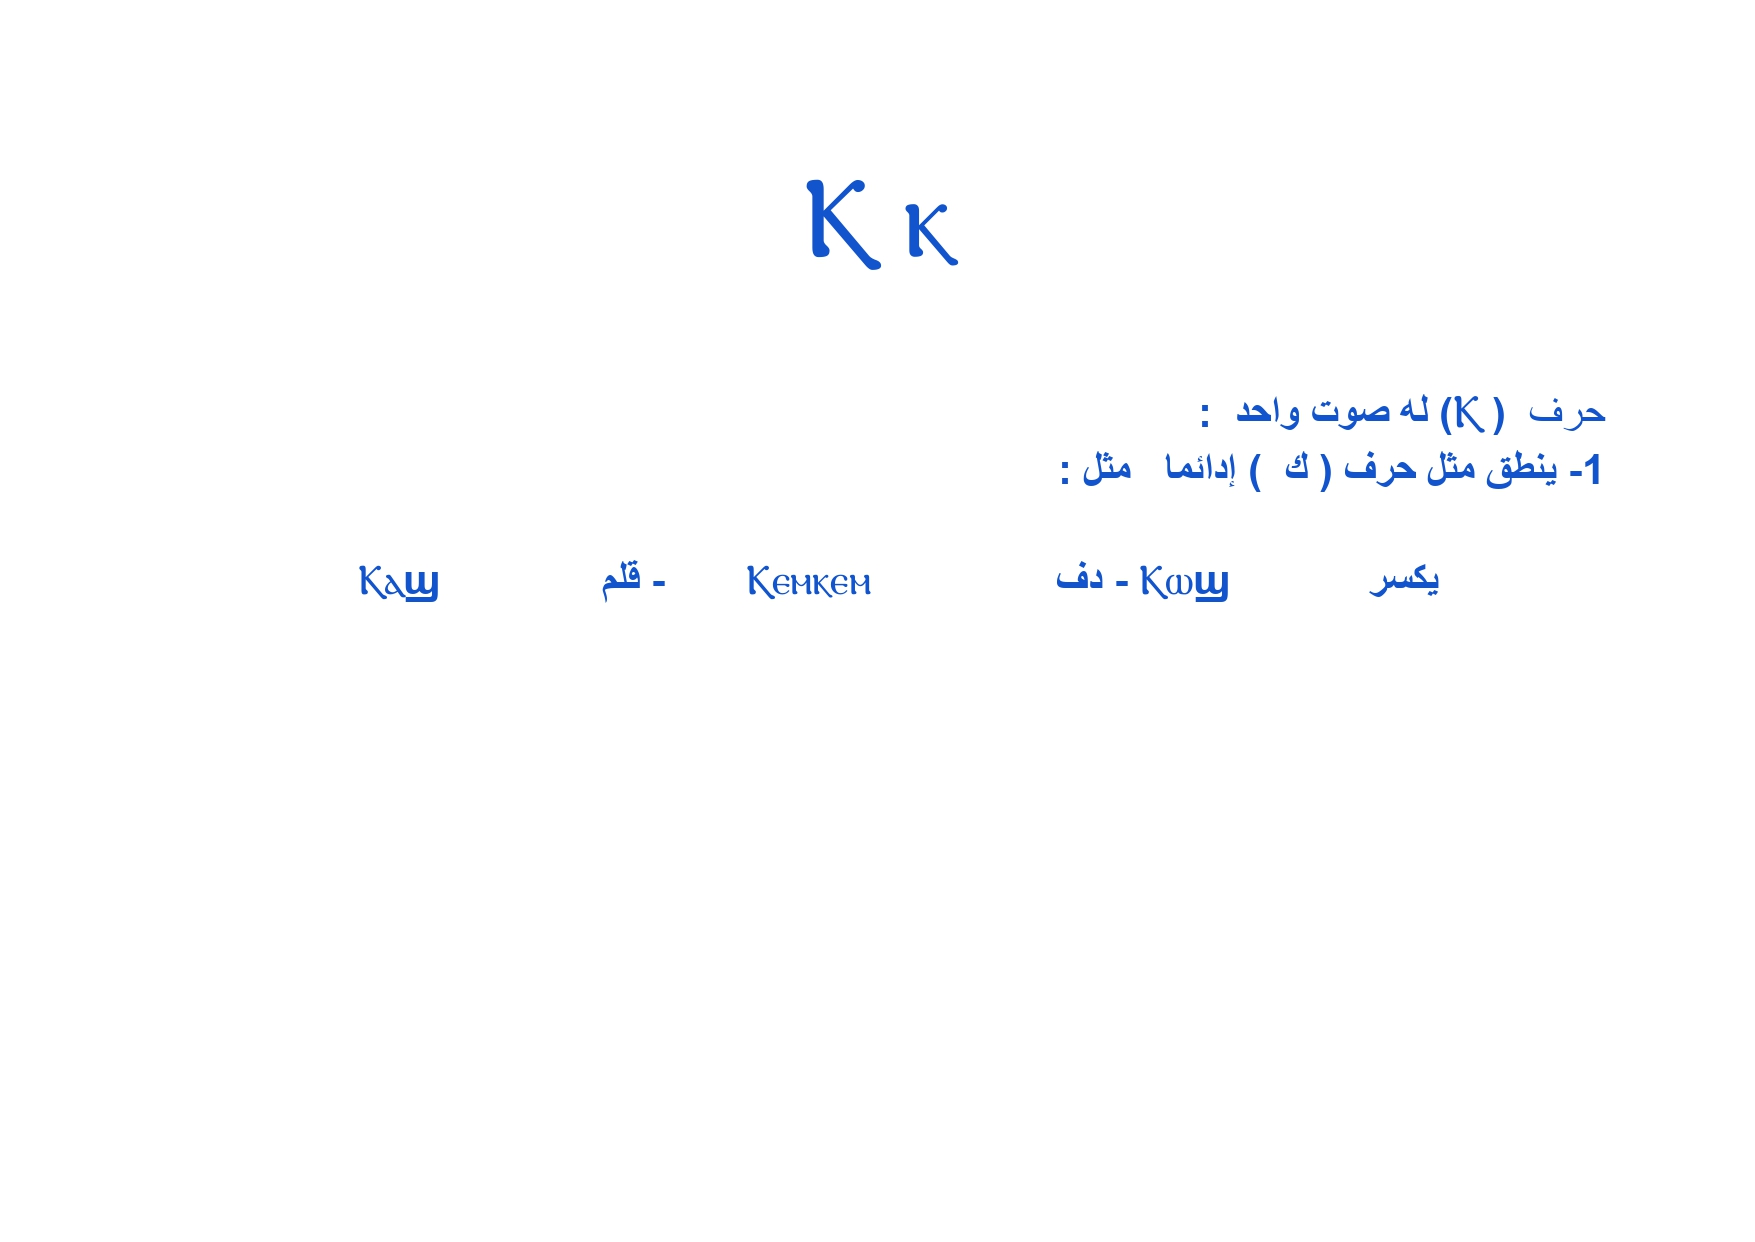 Ⲕ ⲕ
حرف ( Ⲕ) له صوت واحد :
1- ينطق مثل حرف ( ك ) إدائما مثل :
يكسر Ⲕⲱϣ - دف Ⲕⲉⲙⲕⲉⲙ - قلم Ⲕⲁϣ